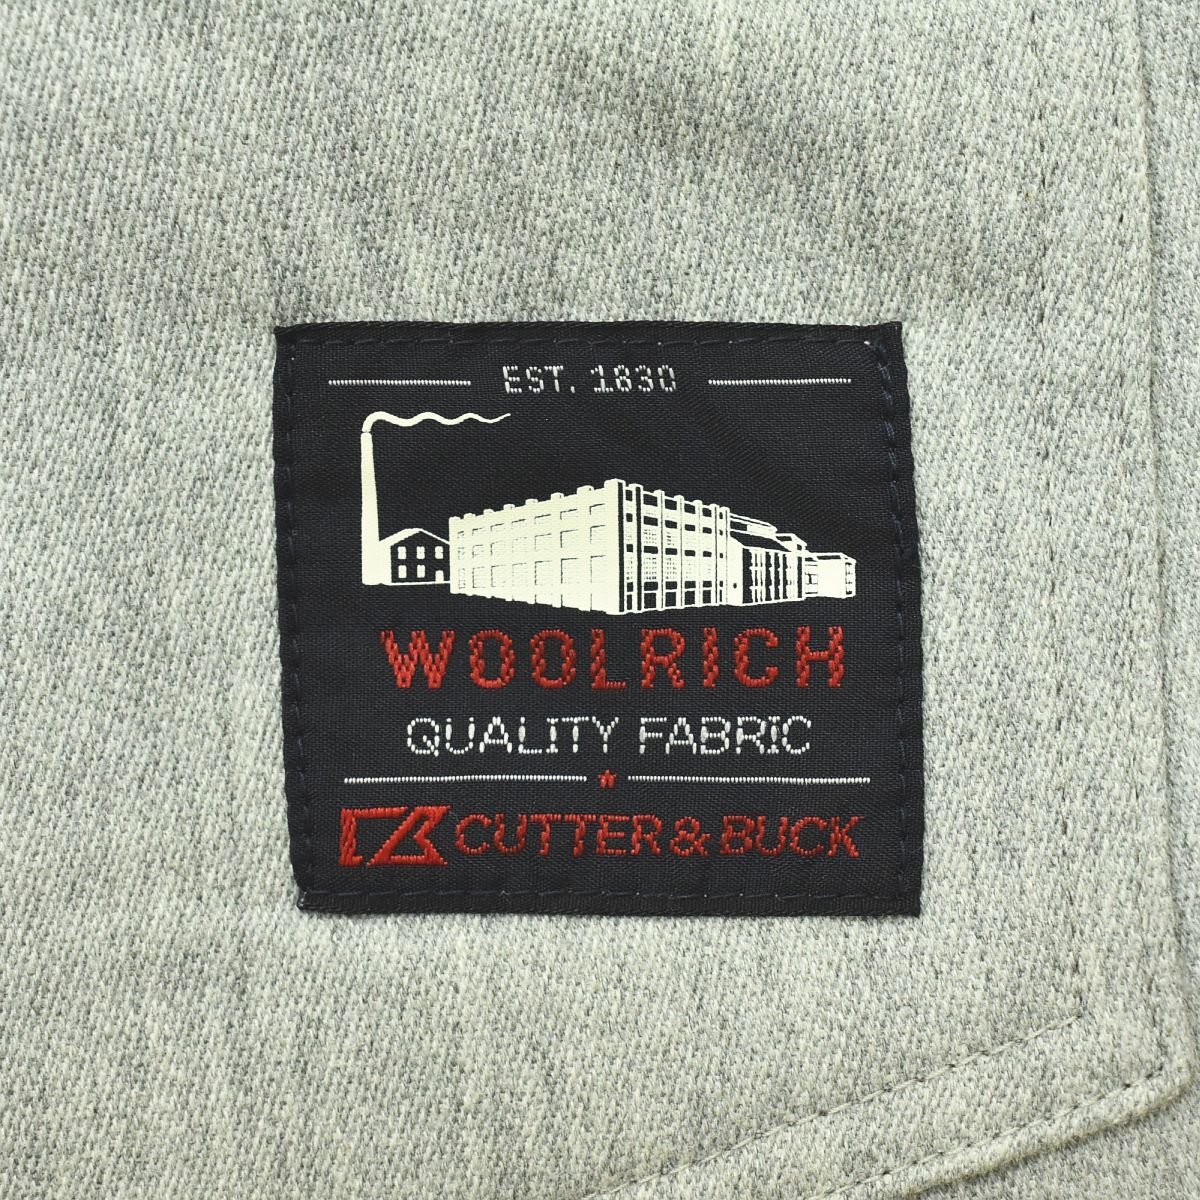 EST. 1830
WOOLRICH
QUALITY FABRIC
CUTTER & BUCK